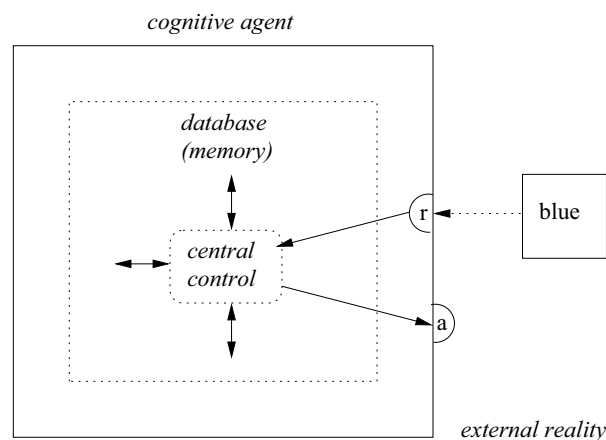 cognitive agent
database
(memory)
r
blue
central
control
a
external reality